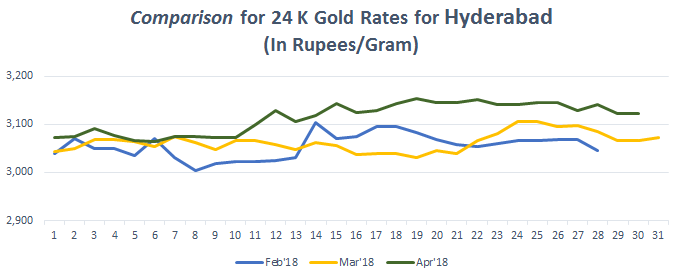 Comparison for 24 K Gold Rates for Hyderabad
(In Rupees/Gram)
3,200
3,100
3,000
2,900
1 2 3 4 5 6 7 8 9 10 11 12 13 14 15 16 17 18 19 20 21 22 23 24 25 26 27 28 29 30 31
Feb'18 Mar'18 Apr'18